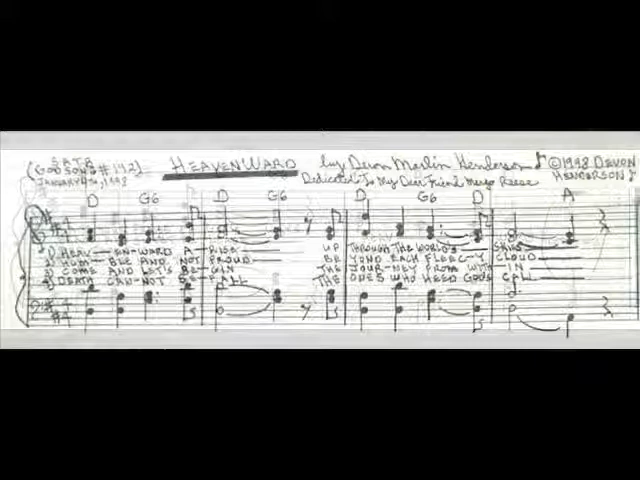 S.A.T.B. HEAVENWARD by Devon Merlin Henderson ©1998 DEVON
(GOD SONG #192) HENDERSON
JANUARY 1998 Dedicated To My Dear Friend Reese
D G6 D G6 D G6 D A
1) HEAV-EN-WARD A-RISE UP THROUGH THE WORLD'S SKIES
2) HUM-BLE AND NOT PROUD BE YOND EACH FLEEC-Y CLOUD
3) COME AND LET'S BE-GIN THE JOUR-NEY FROM WITH-IN
4) DEATH CAN-NOT BE-FALL THE ONES WHO HEED GOD'S CALL